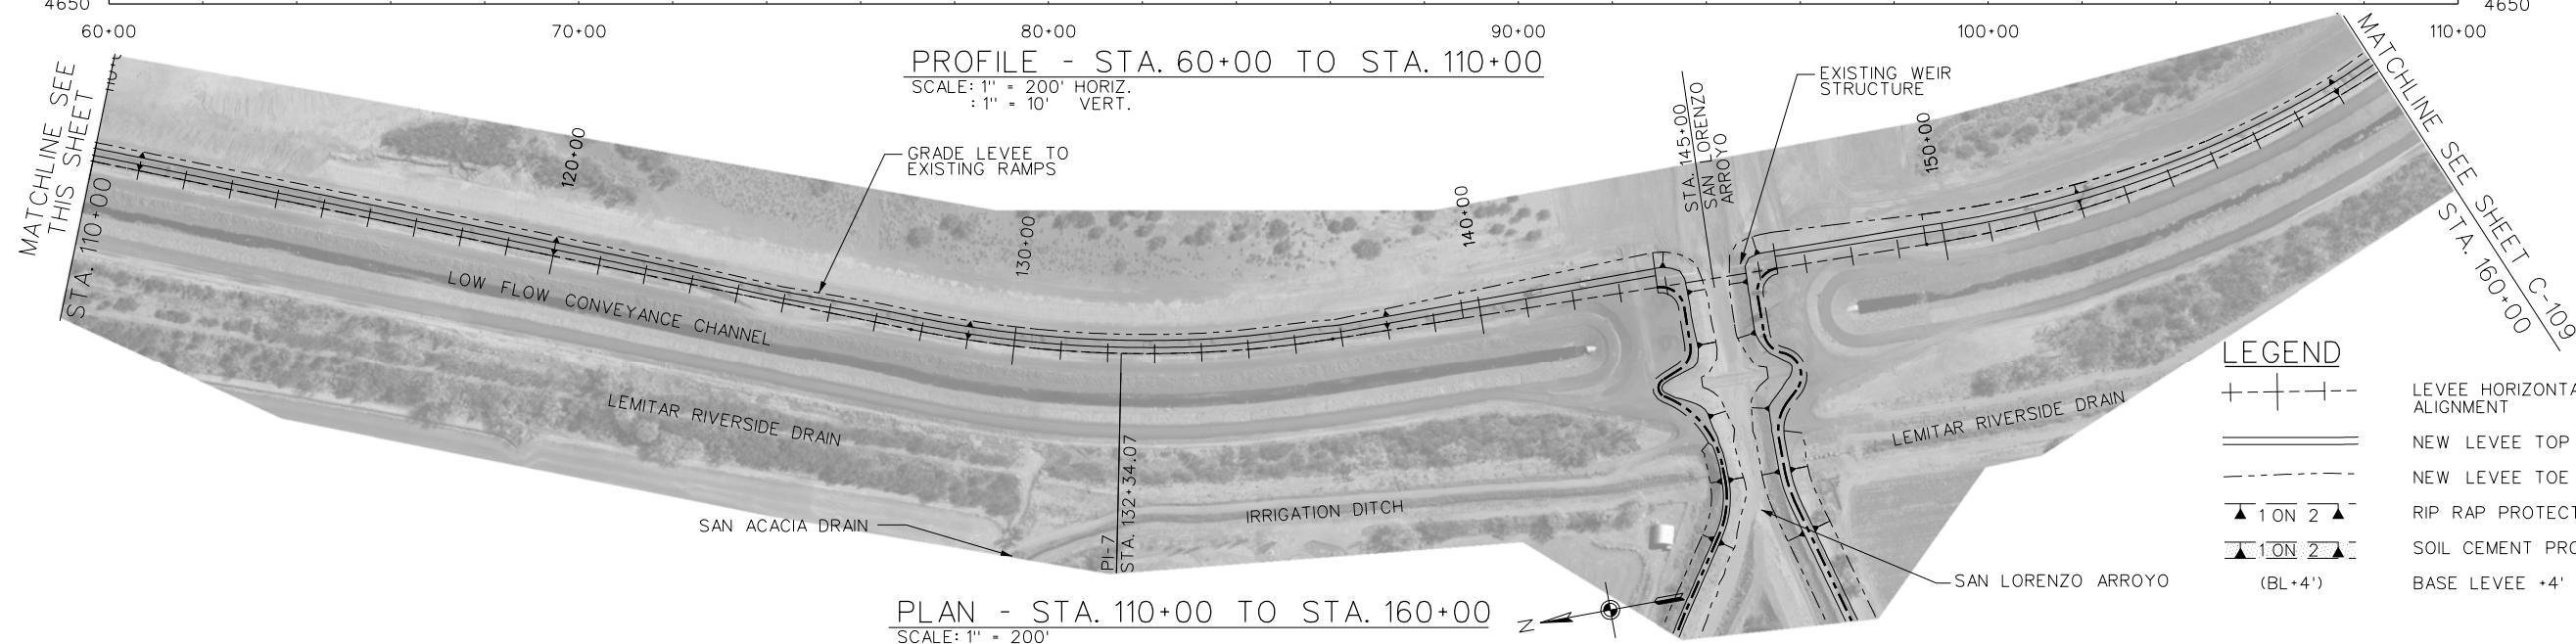 4650
4650
60+00
70+00
80+00
90+00
100+00
110+00
PROFILE - STA. 60+00 TO STA. 110+00
SCALE: 1" = 200' HORIZ.
: 1" = 10' VERT.
MATCHLINE SEE
THIS SHEET
STA. 110+00
120+00
GRADE LEVEE TO
EXISTING RAMPS
130+00
140+00
STA. 145+00
SAN LORENZO
ARROYO
EXISTING WEIR
STRUCTURE
150+00
MATCHLINE SEE SHEET C-109
STA. 160+00
LOW FLOW CONVEYANCE CHANNEL
LEMITAR RIVERSIDE DRAIN
LEMITAR RIVERSIDE DRAIN
SAN ACACIA DRAIN
PI-7
STA. 132+34.07
IRRIGATION DITCH
SAN LORENZO ARROYO
N
PLAN - STA. 110+00 TO STA. 160+00
SCALE: 1" = 200'
LEGEND
LEVEE HORIZONTA
ALIGNMENT
NEW LEVEE TOP
NEW LEVEE TOE
1 ON 2
RIP RAP PROTECT
1 ON 2
SOIL CEMENT PRO
(BL+4')
BASE LEVEE +4'